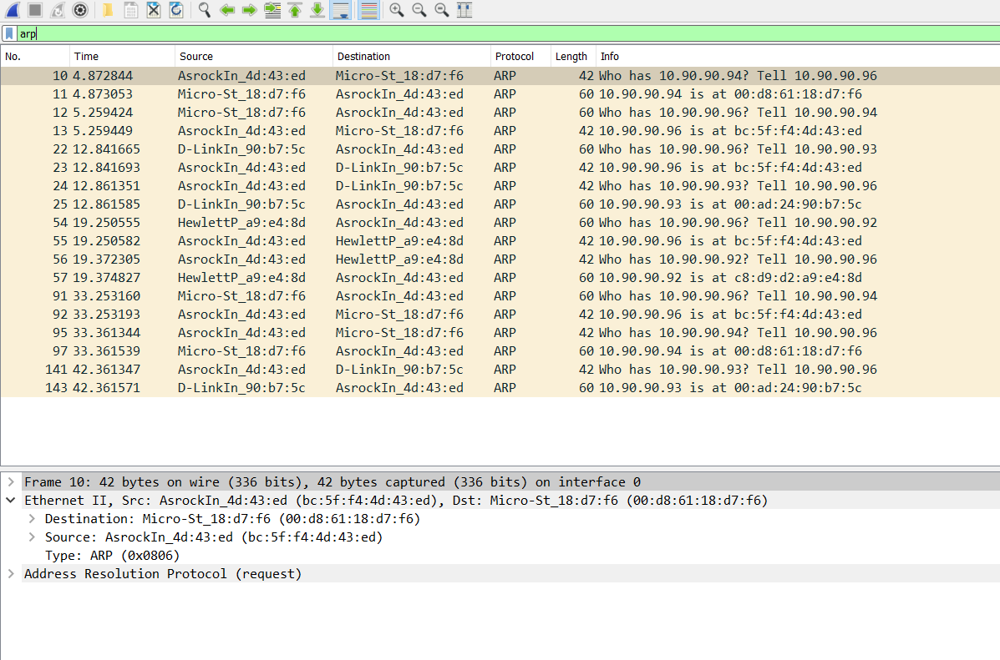 arp
No. Time Source Destination Protocol Length Info
10 4.872844 AsrockIn_4d:43:ed Micro-St_18:d7:f6 ARP 42 Who has 10.90.90.94? Tell 10.90.90.96
11 4.873053 Micro-St_18:d7:f6 AsrockIn_4d:43:ed ARP 60 10.90.90.94 is at 00:d8:61:18:d7:f6
12 5.259424 Micro-St_18:d7:f6 AsrockIn_4d:43:ed ARP 60 Who has 10.90.90.96? Tell 10.90.90.94
13 5.259449 AsrockIn_4d:43:ed Micro-St_18:d7:f6 ARP 42 10.90.90.96 is at bc:5f:f4:4d:43:ed
22 12.841665 D-LinkIn_90:b7:5c AsrockIn_4d:43:ed ARP 60 Who has 10.90.90.96? Tell 10.90.90.93
23 12.841693 AsrockIn_4d:43:ed D-LinkIn_90:b7:5c ARP 42 10.90.90.96 is at bc:5f:f4:4d:43:ed
24 12.861351 AsrockIn_4d:43:ed D-LinkIn_90:b7:5c ARP 42 Who has 10.90.90.93? Tell 10.90.90.96
25 12.861585 D-LinkIn_90:b7:5c AsrockIn_4d:43:ed ARP 60 10.90.90.93 is at 00:ad:24:90:b7:5c
54 19.250555 HewlettP_a9:e4:8d AsrockIn_4d:43:ed ARP 60 Who has 10.90.90.96? Tell 10.90.90.92
55 19.250582 AsrockIn_4d:43:ed HewlettP_a9:e4:8d ARP 42 10.90.90.96 is at bc:5f:f4:4d:43:ed
56 19.372305 AsrockIn_4d:43:ed HewlettP_a9:e4:8d ARP 42 Who has 10.90.90.92? Tell 10.90.90.96
57 19.374827 HewlettP_a9:e4:8d AsrockIn_4d:43:ed ARP 60 10.90.90.92 is at c8:d9:d2:a9:e4:8d
91 33.253160 Micro-St_18:d7:f6 AsrockIn_4d:43:ed ARP 60 Who has 10.90.90.96? Tell 10.90.90.94
92 33.253193 AsrockIn_4d:43:ed Micro-St_18:d7:f6 ARP 42 10.90.90.96 is at bc:5f:f4:4d:43:ed
95 33.361344 AsrockIn_4d:43:ed Micro-St_18:d7:f6 ARP 42 Who has 10.90.90.94? Tell 10.90.90.96
97 33.361539 Micro-St_18:d7:f6 AsrockIn_4d:43:ed ARP 60 10.90.90.94 is at 00:d8:61:18:d7:f6
141 42.361347 AsrockIn_4d:43:ed D-LinkIn_90:b7:5c ARP 42 Who has 10.90.90.93? Tell 10.90.90.96
143 42.361571 D-LinkIn_90:b7:5c AsrockIn_4d:43:ed ARP 60 10.90.90.93 is at 00:ad:24:90:b7:5c
Frame 10: 42 bytes on wire (336 bits), 42 bytes captured (336 bits) on interface 0
Ethernet II, Src: AsrockIn_4d:43:ed (bc:5f:f4:4d:43:ed), Dst: Micro-St_18:d7:f6 (00:d8:61:18:d7:f6)
Destination: Micro-St_18:d7:f6 (00:d8:61:18:d7:f6)
Source: AsrockIn_4d:43:ed (bc:5f:f4:4d:43:ed)
Type: ARP (0x0806)
Address Resolution Protocol (request)